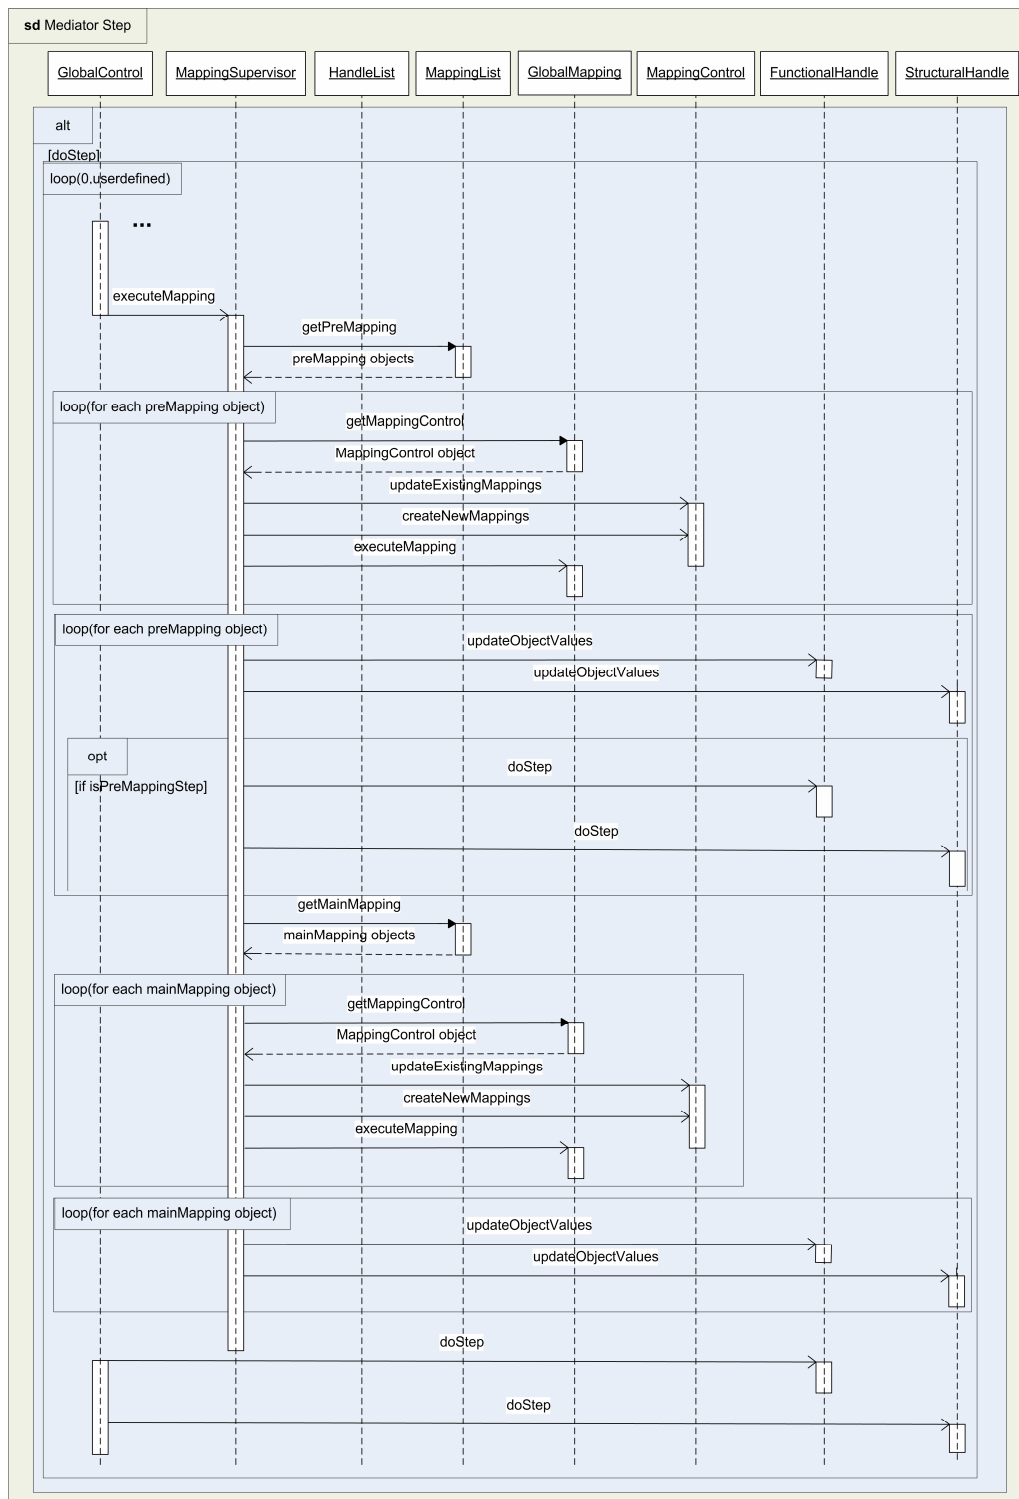 sd Mediator Step
GlobalControl
MappingSupervisor
HandleList
MappingList
GlobalMapping
MappingControl
FunctionalHandle
StructuralHandle
alt
[doStep]
loop(0,userdefined)
...
executeMapping
getPreMapping
preMapping objects
loop(for each preMapping object)
getMappingControl
MappingControl object
updateExistingMappings
createNewMappings
executeMapping
loop(for each preMapping object)
updateObjectValues
updateObjectValues
opt
[if isPreMappingStep]
doStep
doStep
getMainMapping
mainMapping objects
loop(for each mainMapping object)
getMappingControl
MappingControl object
updateExistingMappings
createNewMappings
executeMapping
loop(for each mainMapping object)
updateObjectValues
updateObjectValues
doStep
doStep